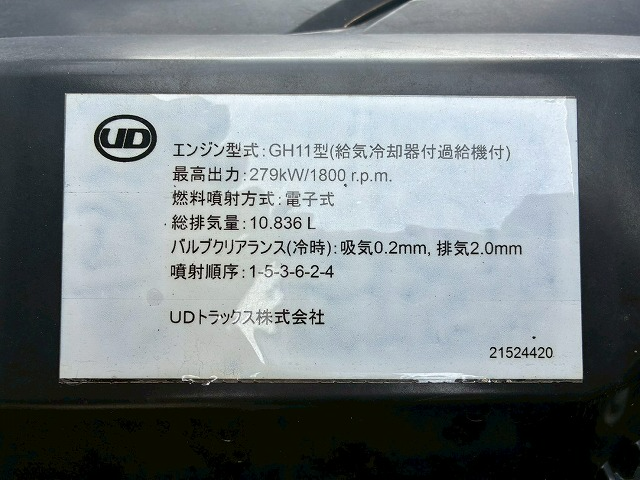 UD
エンジン型式：GH11型(給気冷却器付過給機付)
最高出力：279kW/1800 r.p.m.
燃料噴射方式：電子式
総排気量：10.836 L
バルブクリアランス(冷時)：吸気0.2mm, 排気2.0mm
噴射順序：1-5-3-6-2-4
UDトラックス株式会社
21524420